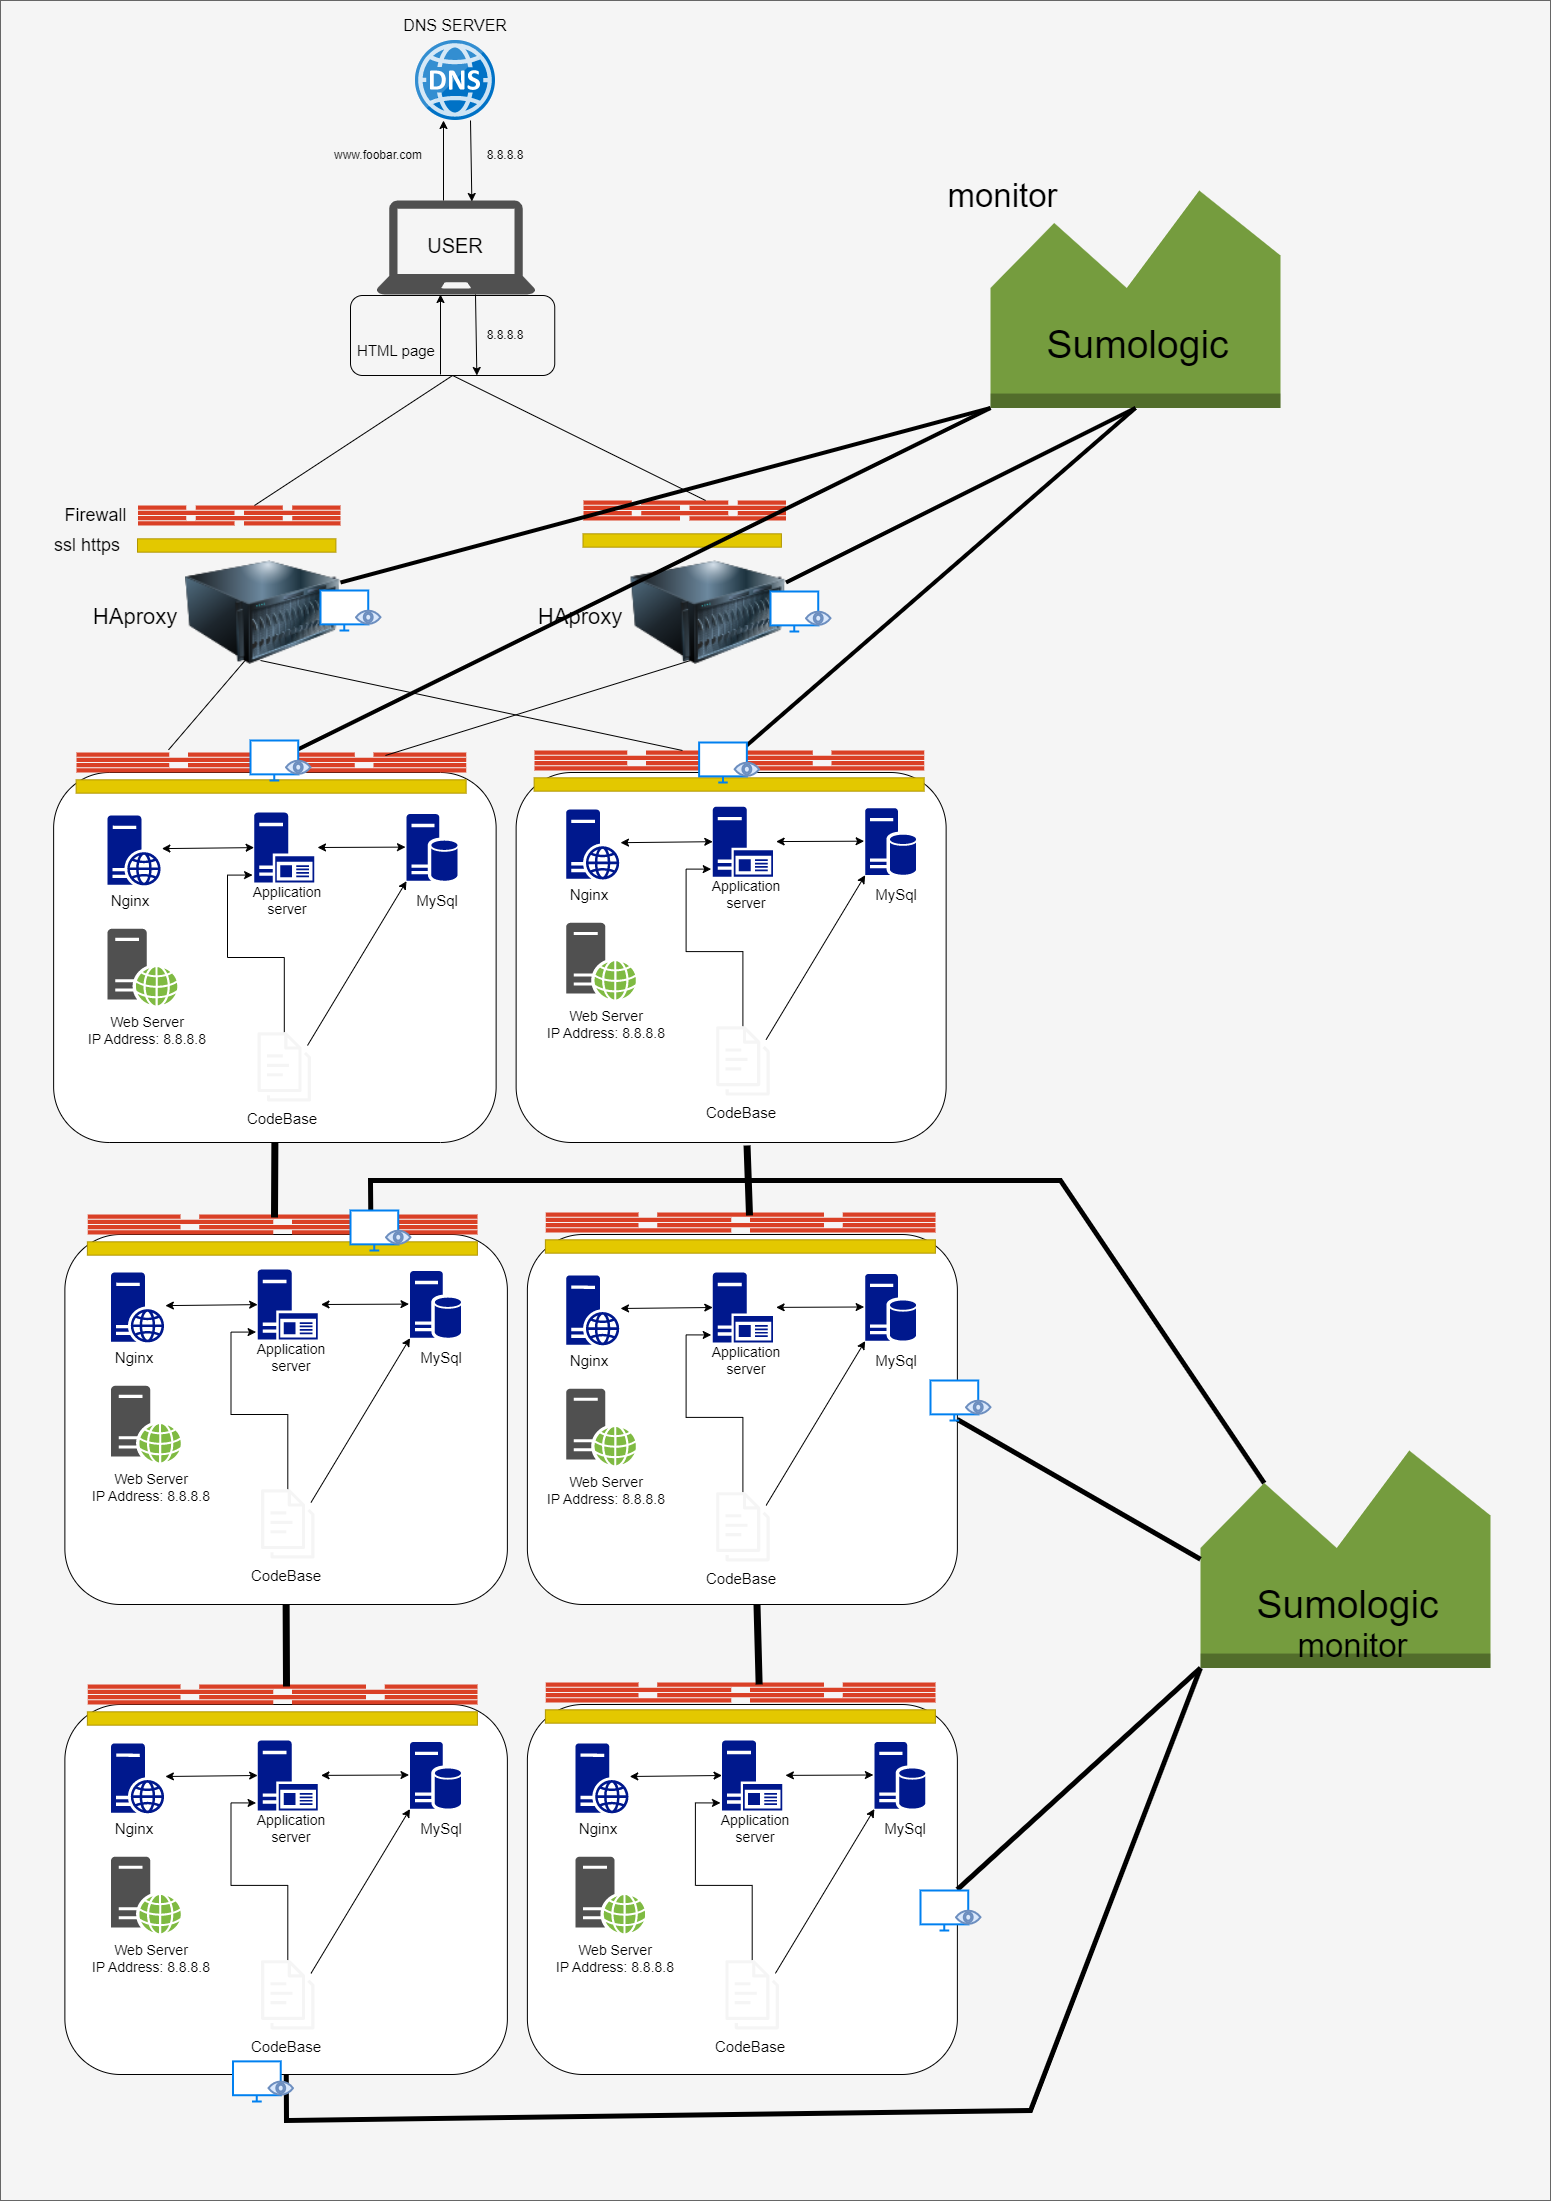 DNS SERVER
DNS
www.foobar.com
8.8.8.8
monitor
USER
8.8.8.8
HTML page
Sumologic
Firewall
ssl https
HAproxy
HAproxy
Nginx
Application
server
MySql
Web Server
IP Address: 8.8.8.8
CodeBase
Nginx
Application
server
MySql
Web Server
IP Address: 8.8.8.8
CodeBase
Nginx
Application
server
MySql
Web Server
IP Address: 8.8.8.8
CodeBase
Nginx
Application
server
MySql
Web Server
IP Address: 8.8.8.8
CodeBase
Sumologic
monitor
Nginx
Application
server
MySql
Web Server
IP Address: 8.8.8.8
CodeBase
Nginx
Application
server
MySql
Web Server
IP Address: 8.8.8.8
CodeBase